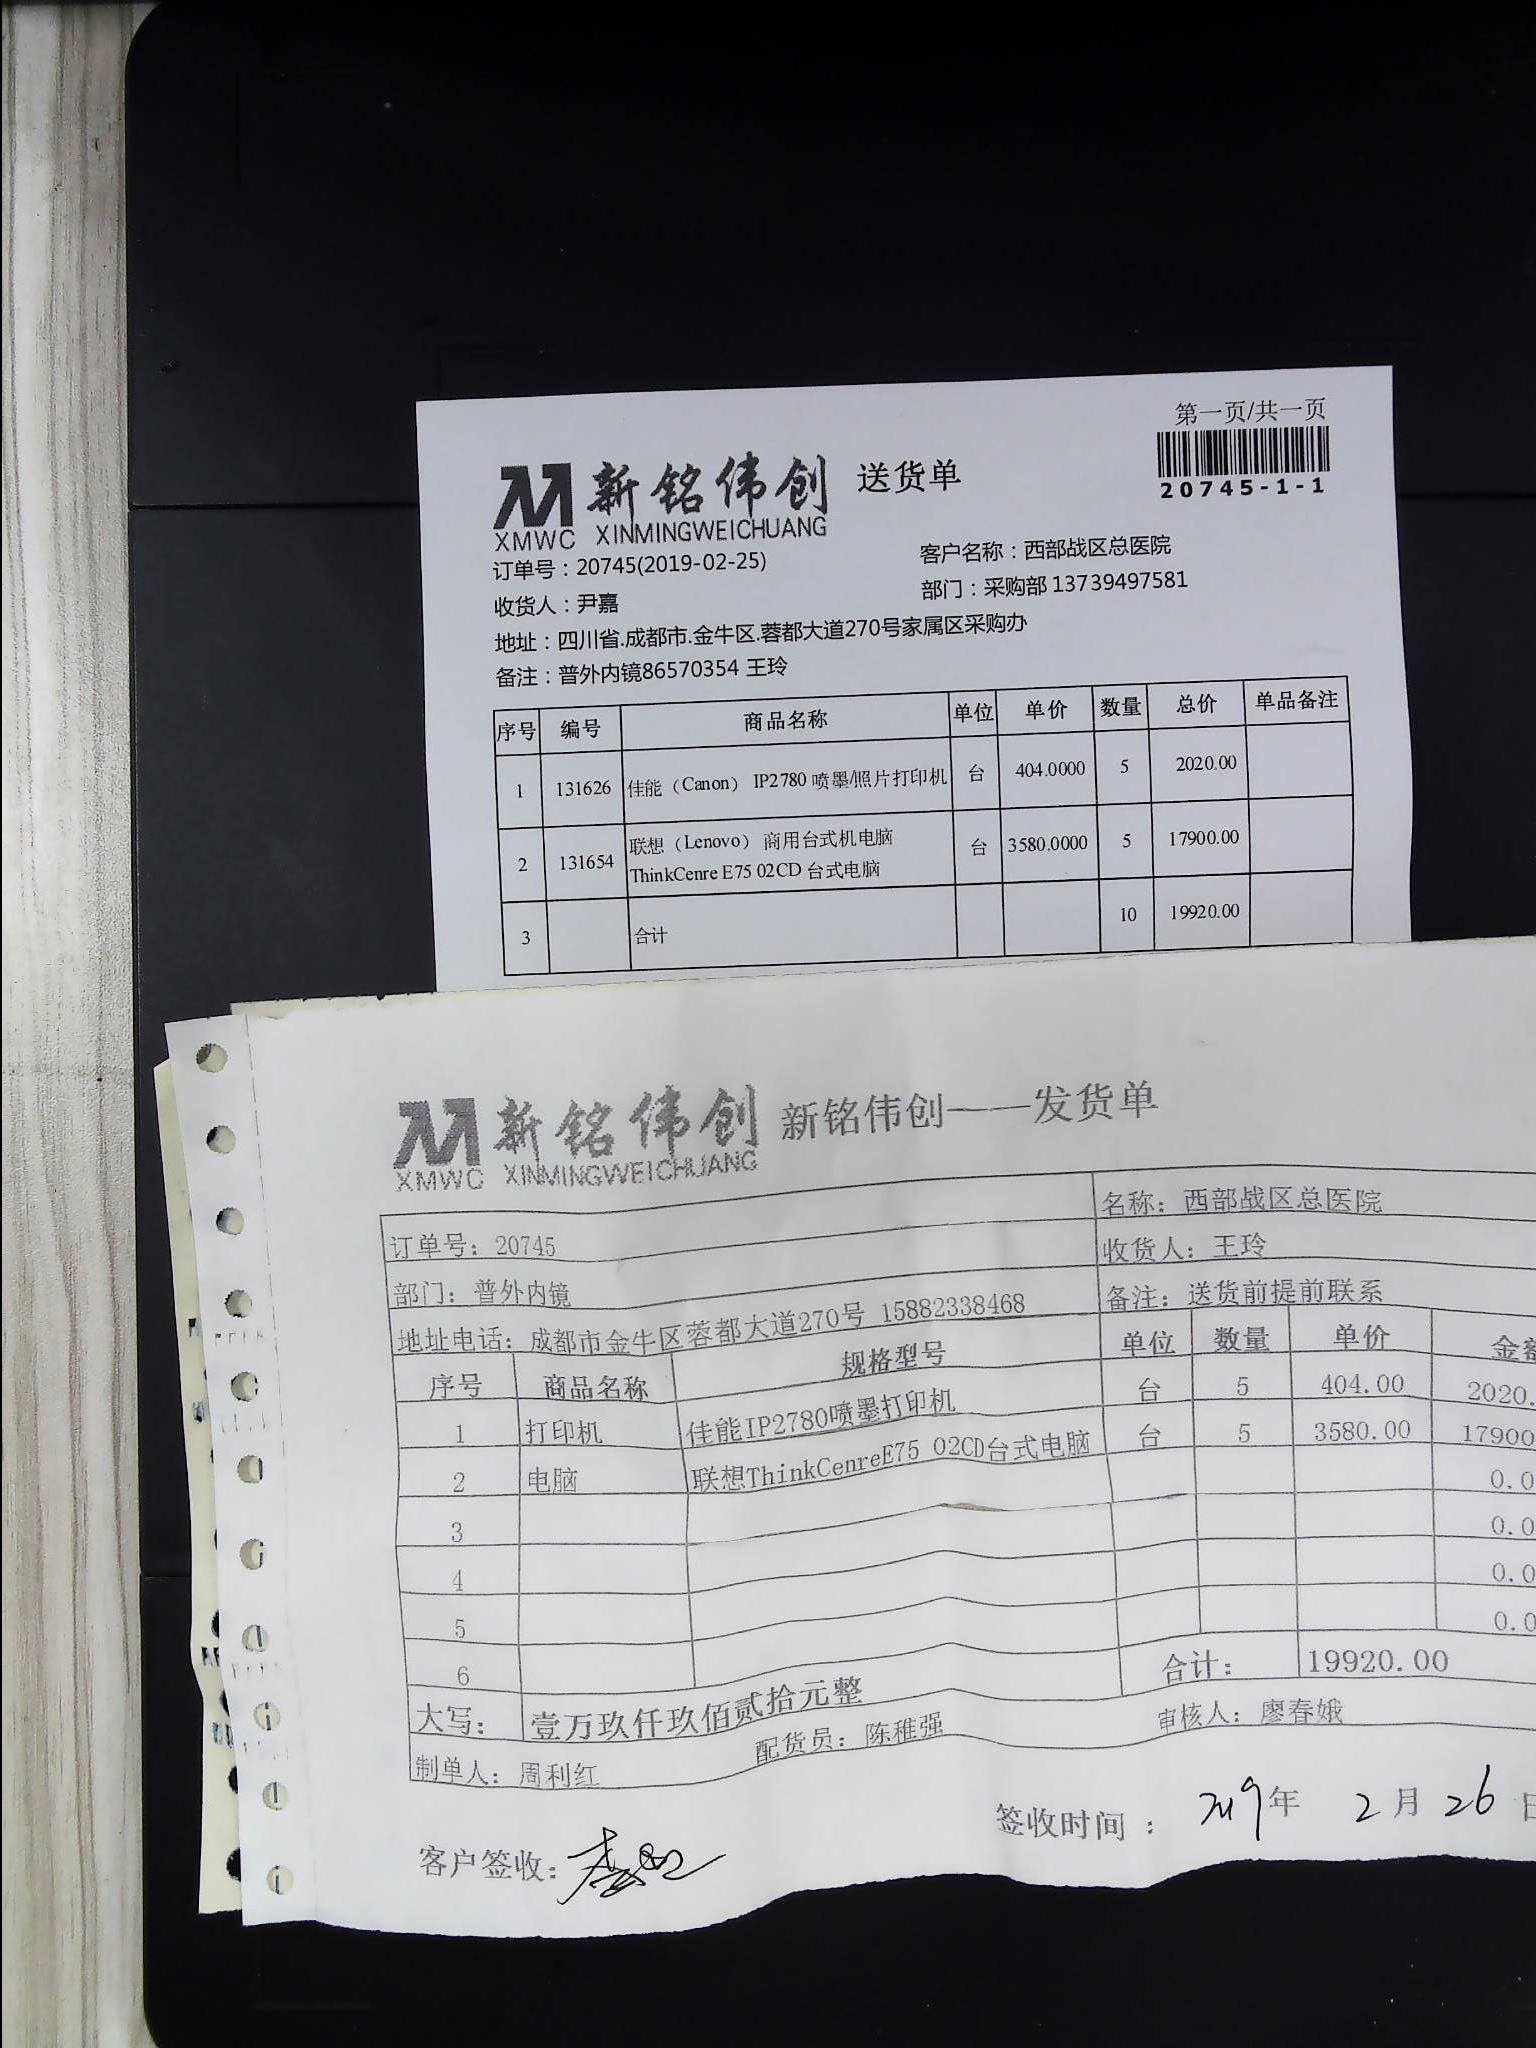 第一页/共一页
新铭伟创 送货单
XMWC XINMINGWEICHUANG
20745-1-1
订单号：20745(2019-02-25) 客户名称：西部战区总医院
收货人：尹嘉 部门：采购部 13739497581
地址：四川省.成都市.金牛区.蓉都大道270号家属区采购办
备注：普外内镜86570354 王玲
序号 编号 商品名称 单位 单价 数量 总价 单品备注
1 131626 佳能（Canon） IP2780 喷墨/照片打印机 台 404.0000 5 2020.00
2 131654 联想（Lenovo） 商用台式机电脑 台 3580.0000 5 17900.00
ThinkCenre E75 02CD 台式电脑
3 合计 10 19920.00
新铭伟创 新铭伟创——发货单
XMWC XINMINGWEICHUANG
订单号：20745 名称：西部战区总医院
部门：普外内镜 收货人：王玲
地址电话：成都市金牛区蓉都大道270号 15882338468 备注：送货前提前联系
序号 商品名称 规格型号 单位 数量 单价 金
1 打印机 佳能IP2780喷墨打印机 台 5 404.00 2020.
2 电脑 联想ThinkCenreE75 02CD台式电脑 台 5 3580.00 17900
3 0.0
4 0.0
5 0.0
6 0.0
大写：壹万玖仟玖佰贰拾元整 合计：19920.00
制单人：周利红 配货员：陈稚强 审核人：廖春娥
客户签收： 签收时间：2019年 2月 26日